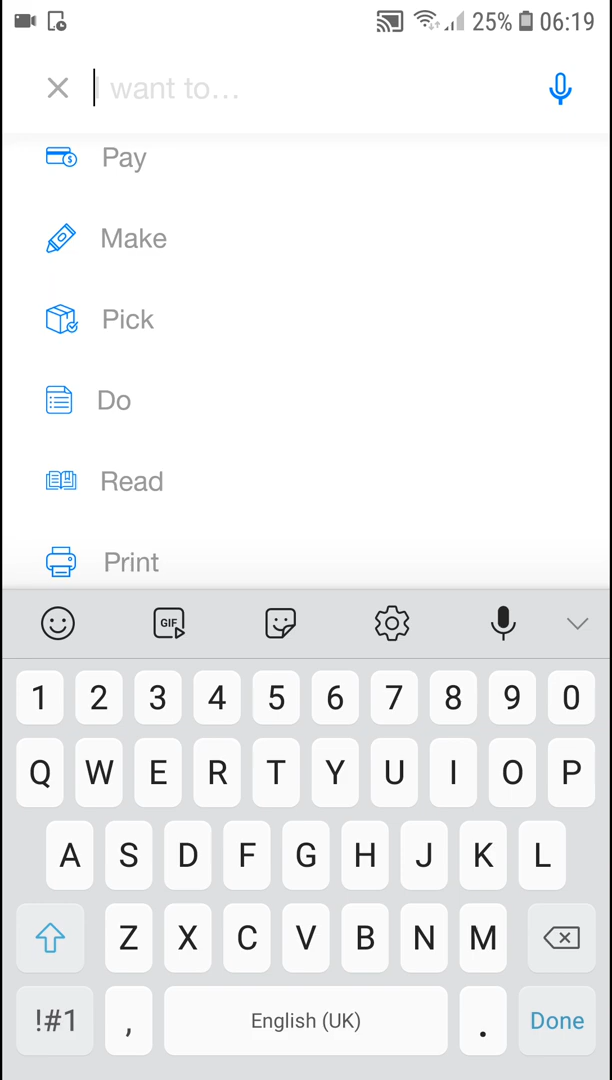 25% 06:19
I want to...
Pay
Make
Pick
Do
Read
Print
GIF
1 2 3 4 5 6 7 8 9 0
Q W E R T Y U I O P
A S D F G H J K L
Z X C V B N M
!#1 , English (UK) . Done